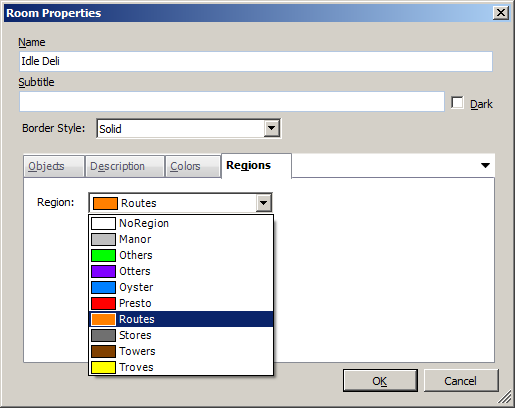 Room Properties
Name
Idle Deli
Subtitle
Dark
Border Style: Solid
Objects Description Colors Regions
Region: Routes
NoRegion
Manor
Others
Otters
Oyster
Presto
Routes
Stores
Towers
Troves
OK Cancel